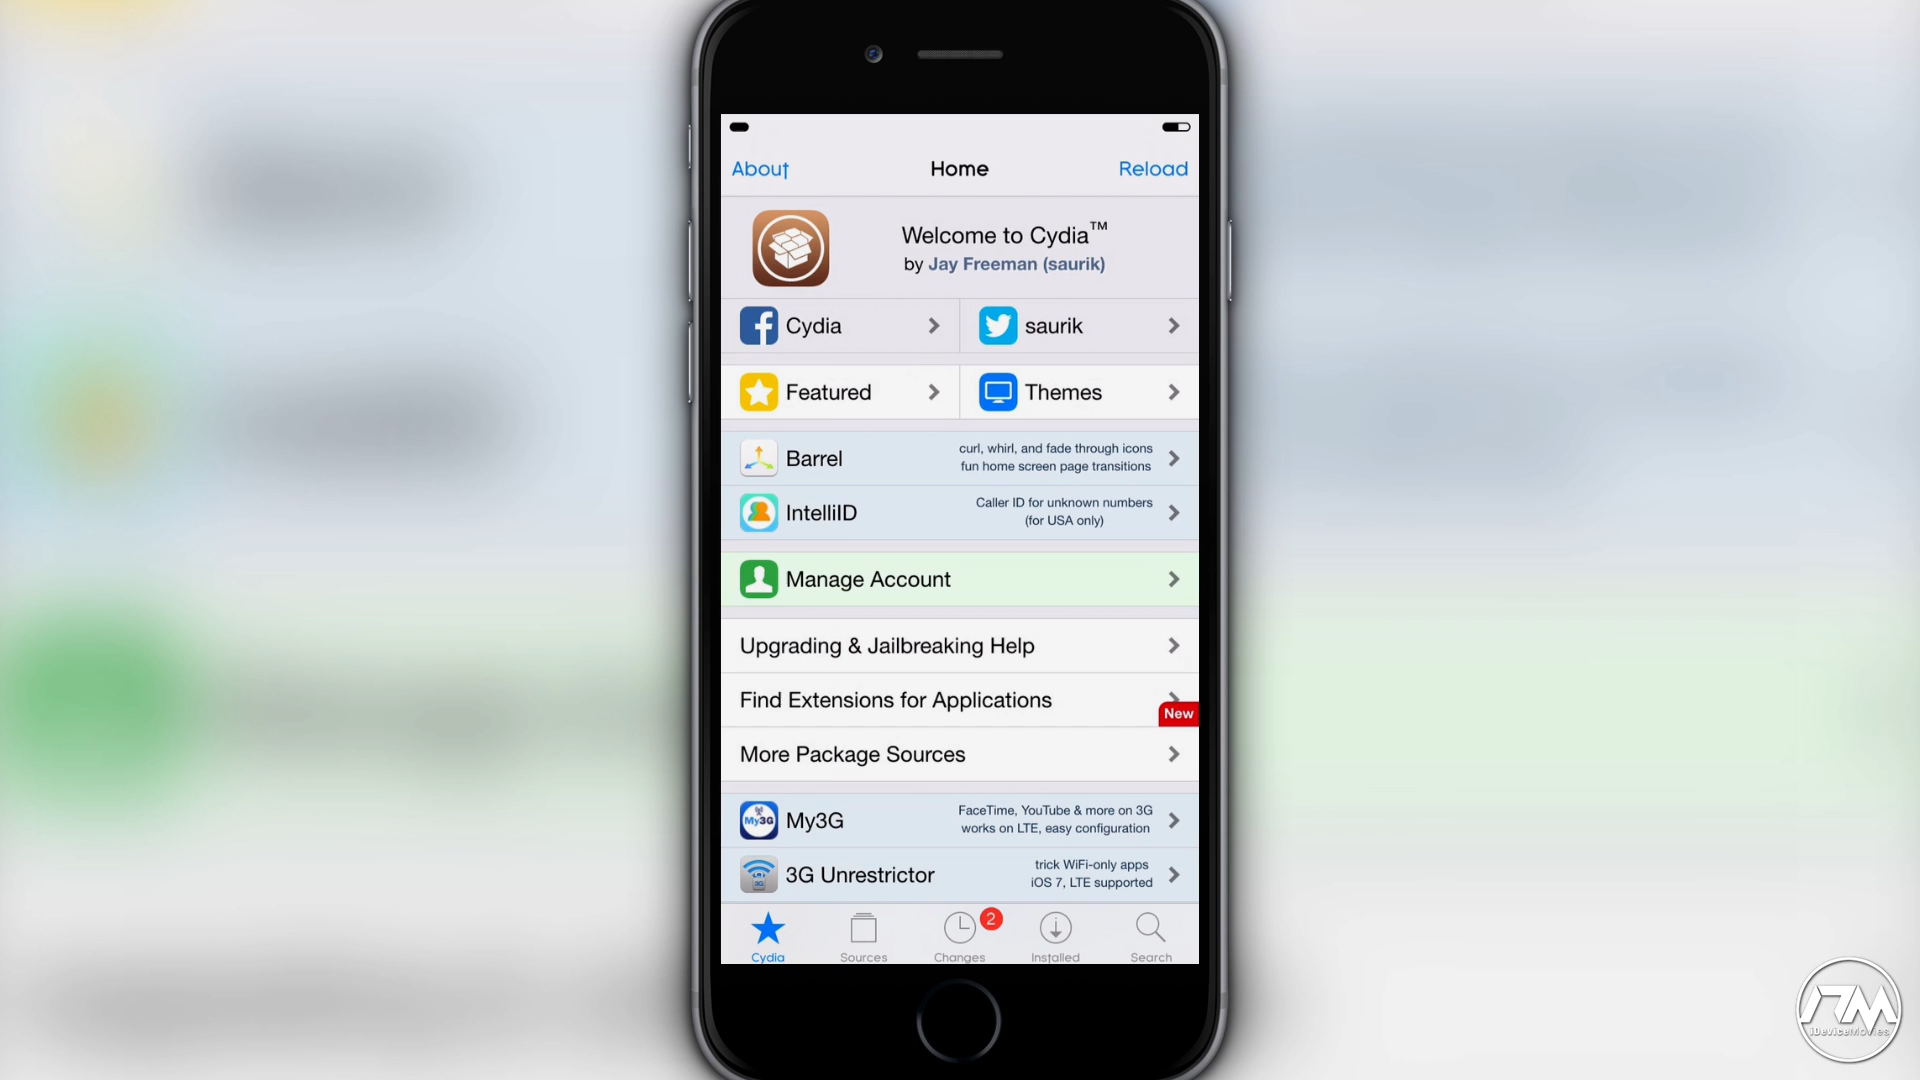 About
Home
Reload
Welcome to Cydia™
by Jay Freeman (saurik)
Cydia
saurik
Featured
Themes
Barrel
curl, whirl, and fade through icons
fun home screen page transitions
IntelliID
Caller ID for unknown numbers
(for USA only)
Manage Account
Upgrading & Jailbreaking Help
Find Extensions for Applications
New
More Package Sources
My3G
My3G
FaceTime, YouTube & more on 3G
works on LTE, easy configuration
3G
3G Unrestrictor
trick WiFi-only apps
iOS 7, LTE supported
2
Cydia
Sources
Changes
Installed
Search
iDeviceMovies